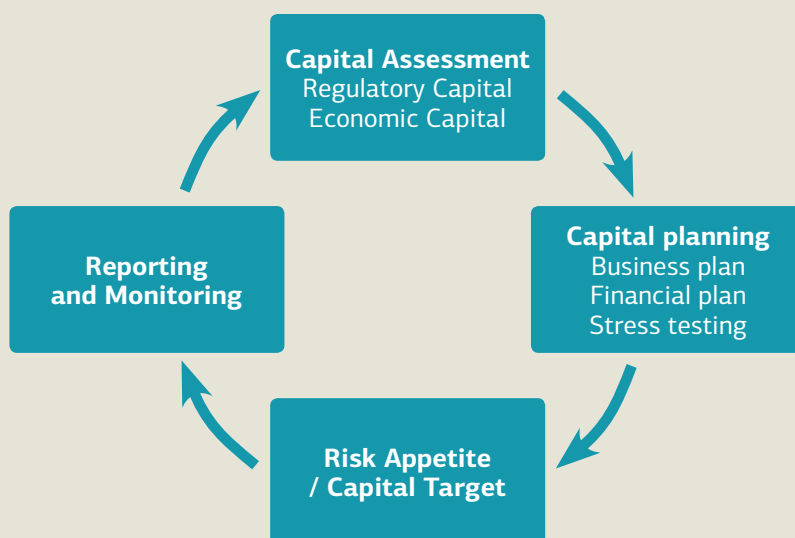 Capital Assessment
Regulatory Capital
Economic Capital
Capital planning
Business plan
Financial plan
Stress testing
Risk Appetite
/ Capital Target
Reporting
and Monitoring